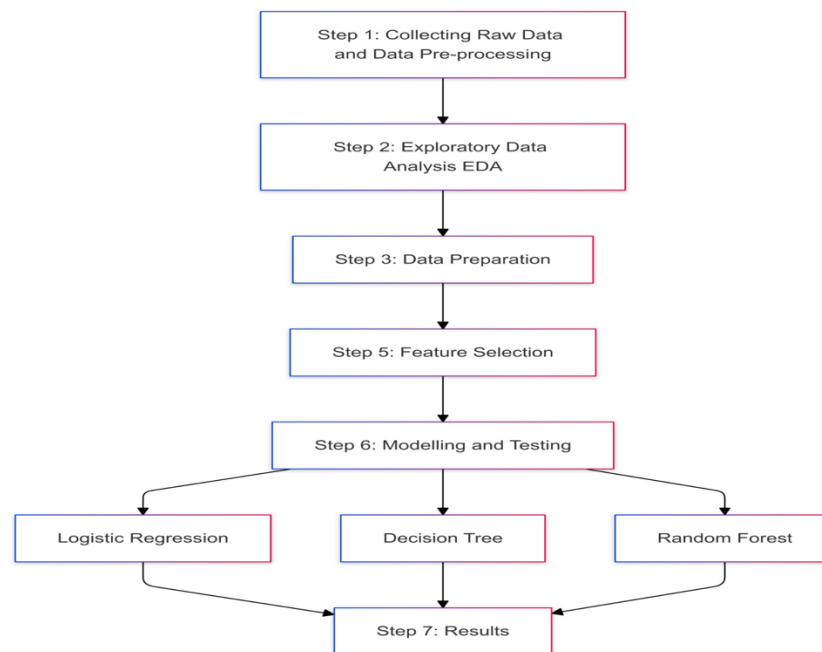 Step 1: Collecting Raw Data
and Data Pre-processing
Step 2: Exploratory Data
Analysis EDA
Step 3: Data Preparation
Step 5: Feature Selection
Step 6: Modelling and Testing
Logistic Regression
Decision Tree
Random Forest
Step 7: Results